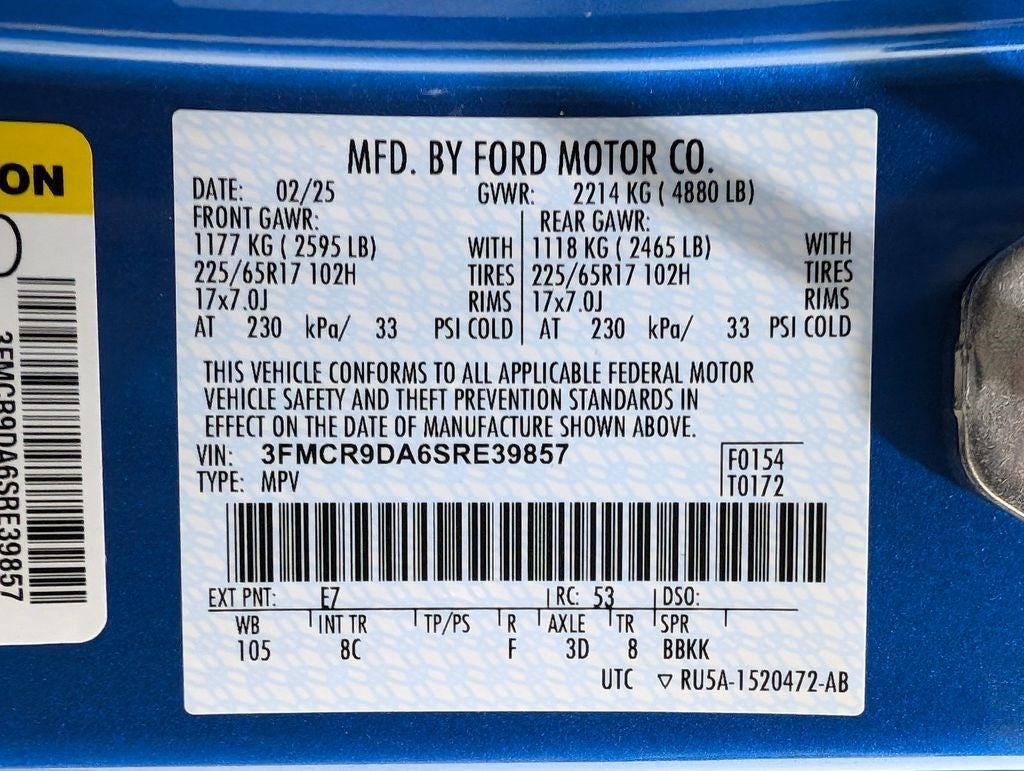 ON
3FMCR9DA6SRE39857
MFD. BY FORD MOTOR CO.
DATE: 02/25 GVWR: 2214 KG ( 4880 LB)
FRONT GAWR: REAR GAWR:
1177 KG ( 2595 LB) WITH 1118 KG ( 2465 LB) WITH
225/65R17 102H TIRES 225/65R17 102H TIRES
17x7.0J RIMS 17x7.0J RIMS
AT 230 kPa/ 33 PSI COLD AT 230 kPa/ 33 PSI COLD
THIS VEHICLE CONFORMS TO ALL APPLICABLE FEDERAL MOTOR
VEHICLE SAFETY AND THEFT PREVENTION STANDARDS IN
EFFECT ON THE DATE OF MANUFACTURE SHOWN ABOVE.
VIN: 3FMCR9DA6SRE39857 F0154
TYPE: MPV T0172
EXT PNT: E7 RC: 53 DSO:
WB INT TR TP/PS R AXLE TR SPR
105 8C F 3D 8 BBKK
UTC ▽ RU5A-1520472-AB